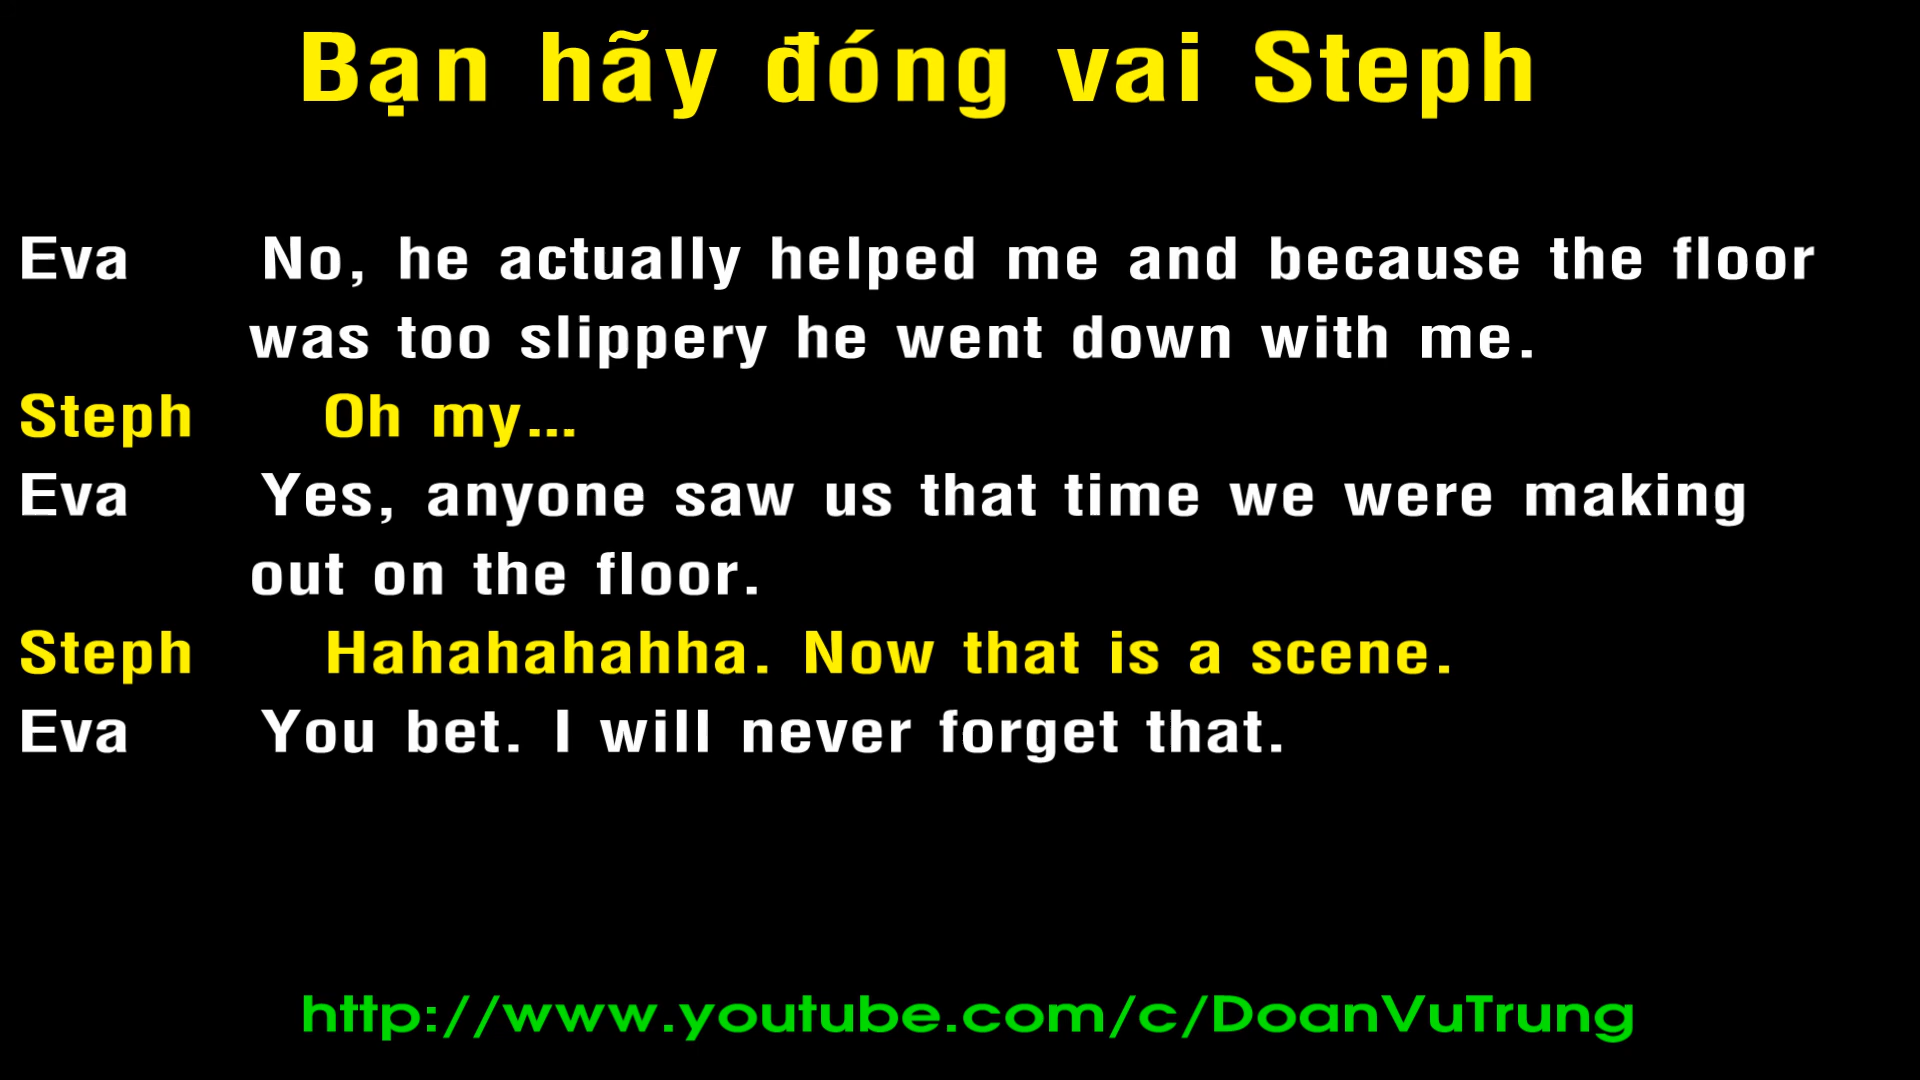 Bạn hãy đóng vai Steph
Eva No, he actually helped me and because the floor
was too slippery he went down with me.
Steph Oh my...
Eva Yes, anyone saw us that time we were making
out on the floor.
Steph Hahahahahha. Now that is a scene.
Eva You bet. I will never forget that.
http://www.youtube.com/c/DoanVuTrung